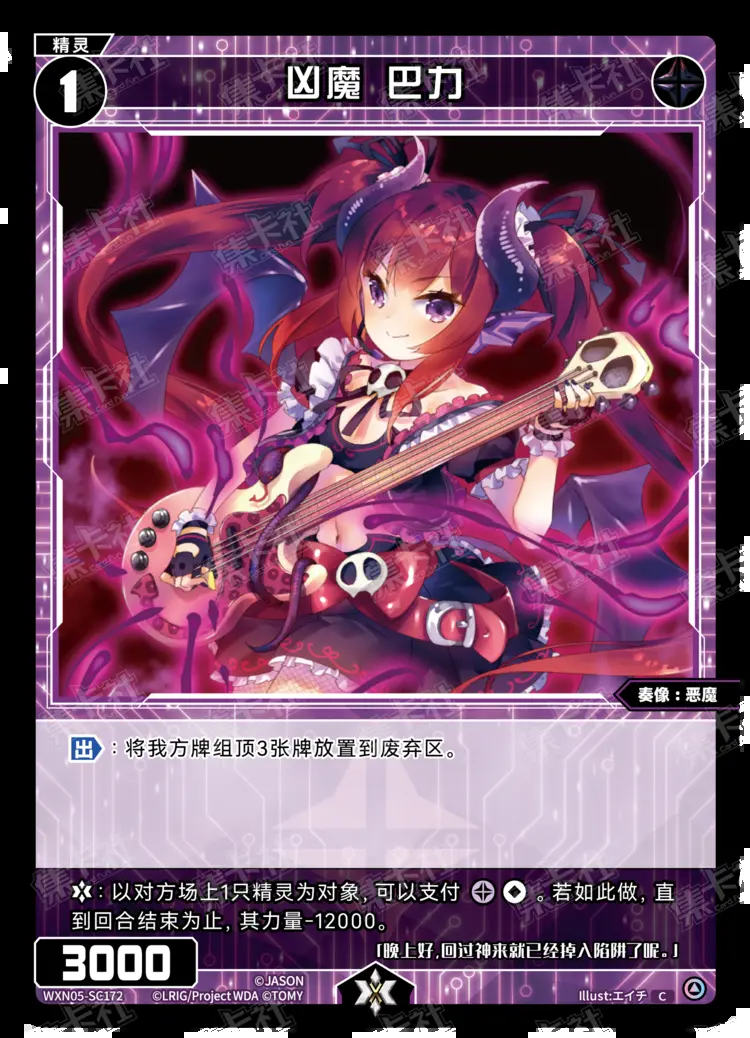 精灵
1
凶魔 巴力
奏像：恶魔
出：将我方牌组顶3张牌放置到废弃区。
：以对方场上1只精灵为对象，可以支付 。若如此做，直
到回合结束为止，其力量-12000。
「晚上好，回过神来就已经掉入陷阱了呢。」
3000
©JASON
WXN05-SC172 ©LRIG/ProjectWDA ©TOMY
Illust:エイチ C
集卡社